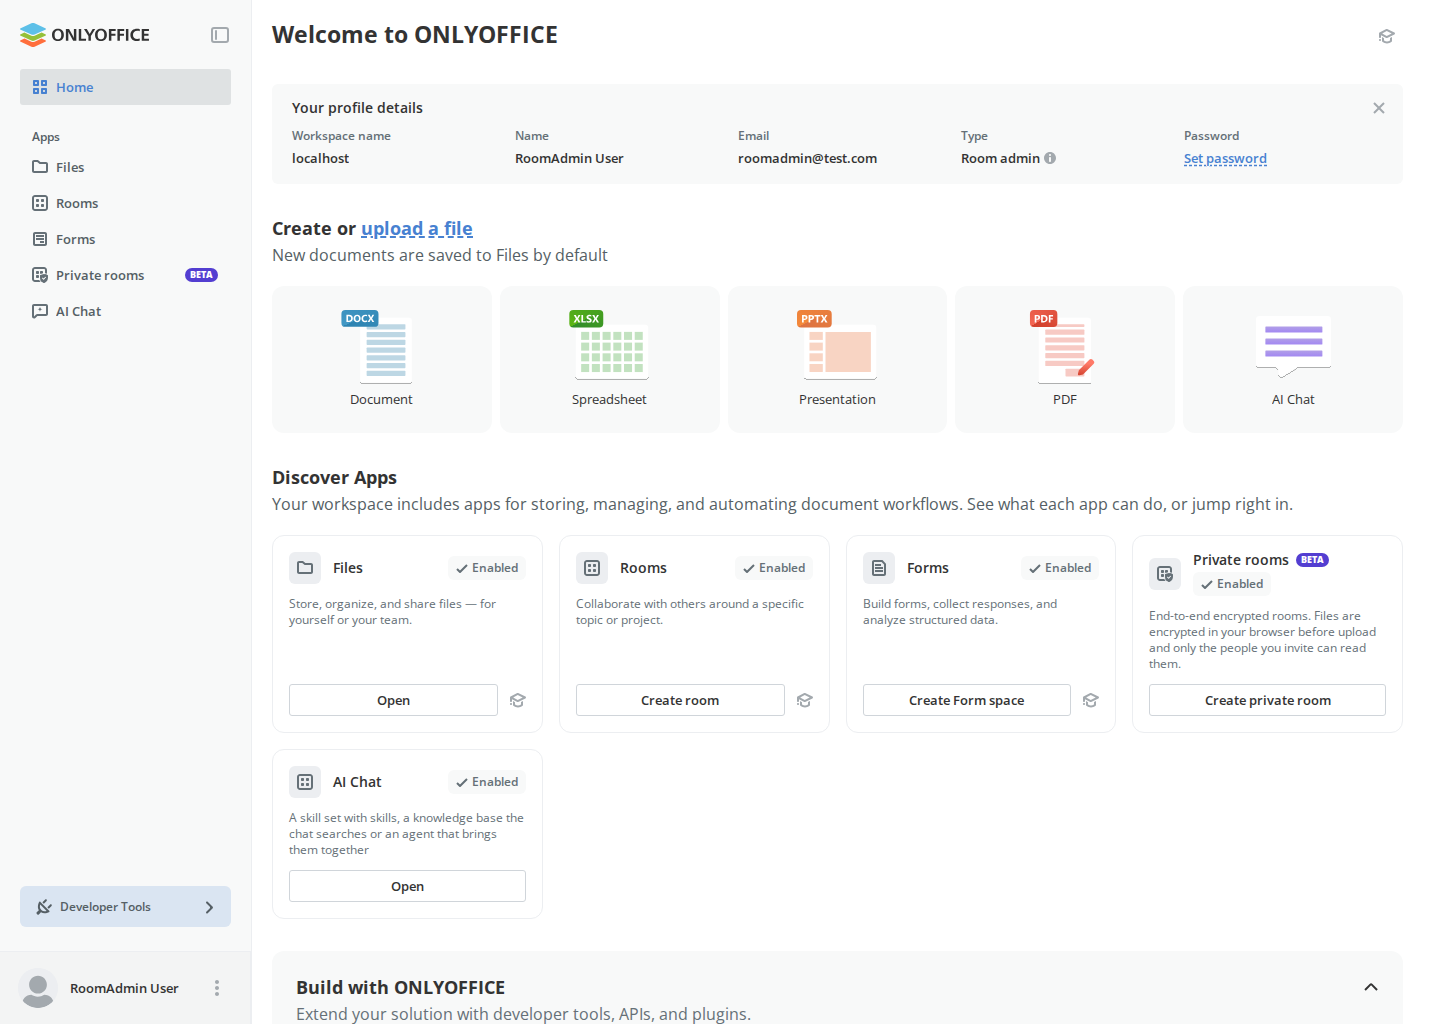 ONLYOFFICE
Home
Apps
Files
Rooms
Forms
Private rooms BETA
AI Chat
Developer Tools
RoomAdmin User
Welcome to ONLYOFFICE
Your profile details
Workspace name
localhost
Name
RoomAdmin User
Email
roomadmin@test.com
Type
Room admin
Password
Set password
Create or upload a file
New documents are saved to Files by default
DOCX
Document
XLSX
Spreadsheet
PPTX
Presentation
PDF
PDF
AI Chat
Discover Apps
Your workspace includes apps for storing, managing, and automating document workflows. See what each app can do, or jump right in.
Files
Enabled
Store, organize, and share files — for
yourself or your team.
Open
Rooms
Enabled
Collaborate with others around a specific
topic or project.
Create room
Forms
Enabled
Build forms, collect responses, and
analyze structured data.
Create Form space
Private rooms BETA
Enabled
End-to-end encrypted rooms. Files are
encrypted in your browser before upload
and only the people you invite can read
them.
Create private room
AI Chat
Enabled
A skill set with skills, a knowledge base the
chat searches or an agent that brings
them together
Open
Build with ONLYOFFICE
Extend your solution with developer tools, APIs, and plugins.